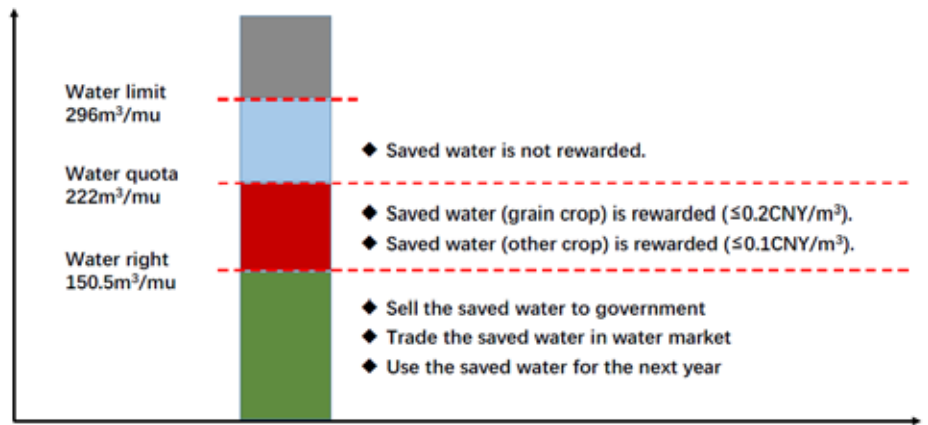 Water limit
296m³/mu
◆ Saved water is not rewarded.
Water quota
222m³/mu
◆ Saved water (grain crop) is rewarded (≤0.2CNY/m³).
◆ Saved water (other crop) is rewarded (≤0.1CNY/m³).
Water right
150.5m³/mu
◆ Sell the saved water to government
◆ Trade the saved water in water market
◆ Use the saved water for the next year